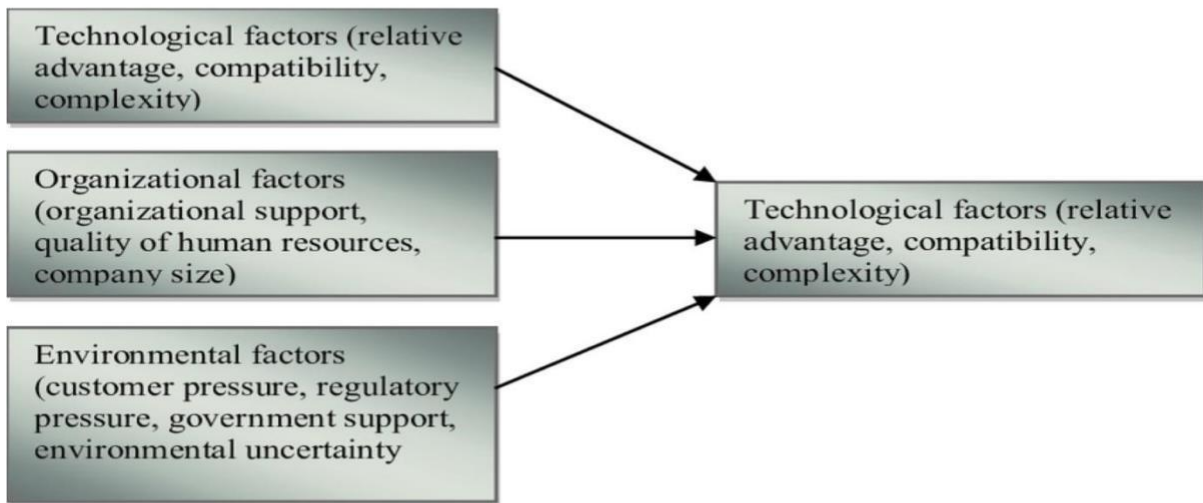 Technological factors (relative
advantage, compatibility,
complexity)
Organizational factors
(organizational support,
quality of human resources,
company size)
Environmental factors
(customer pressure, regulatory
pressure, government support,
environmental uncertainty
Technological factors (relative
advantage, compatibility,
complexity)